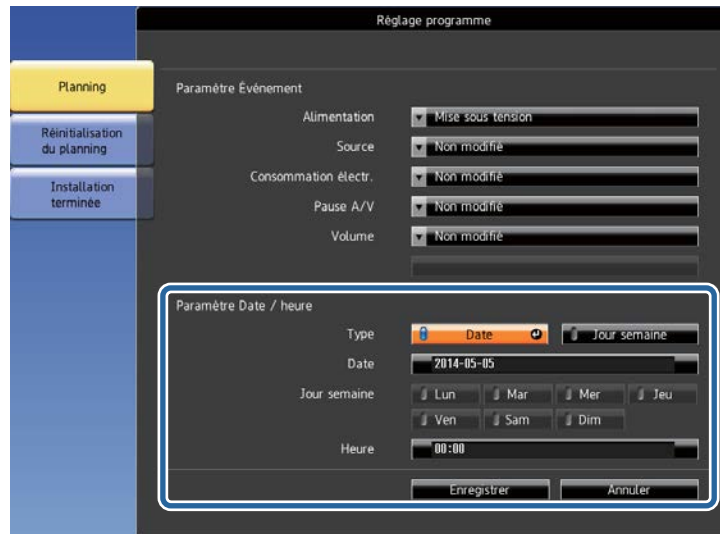 Réglage programme
Planning
Réinitialisation
du planning
Installation
terminée
Paramètre Événement
Alimentation Mise sous tension
Source Non modifié
Consommation électr. Non modifié
Pause A/V Non modifié
Volume Non modifié
Paramètre Date / heure
Type Date Jour semaine
Date 2014-05-05
Jour semaine Lun Mar Mer Jeu
Ven Sam Dim
Heure 00:00
Enregistrer Annuler